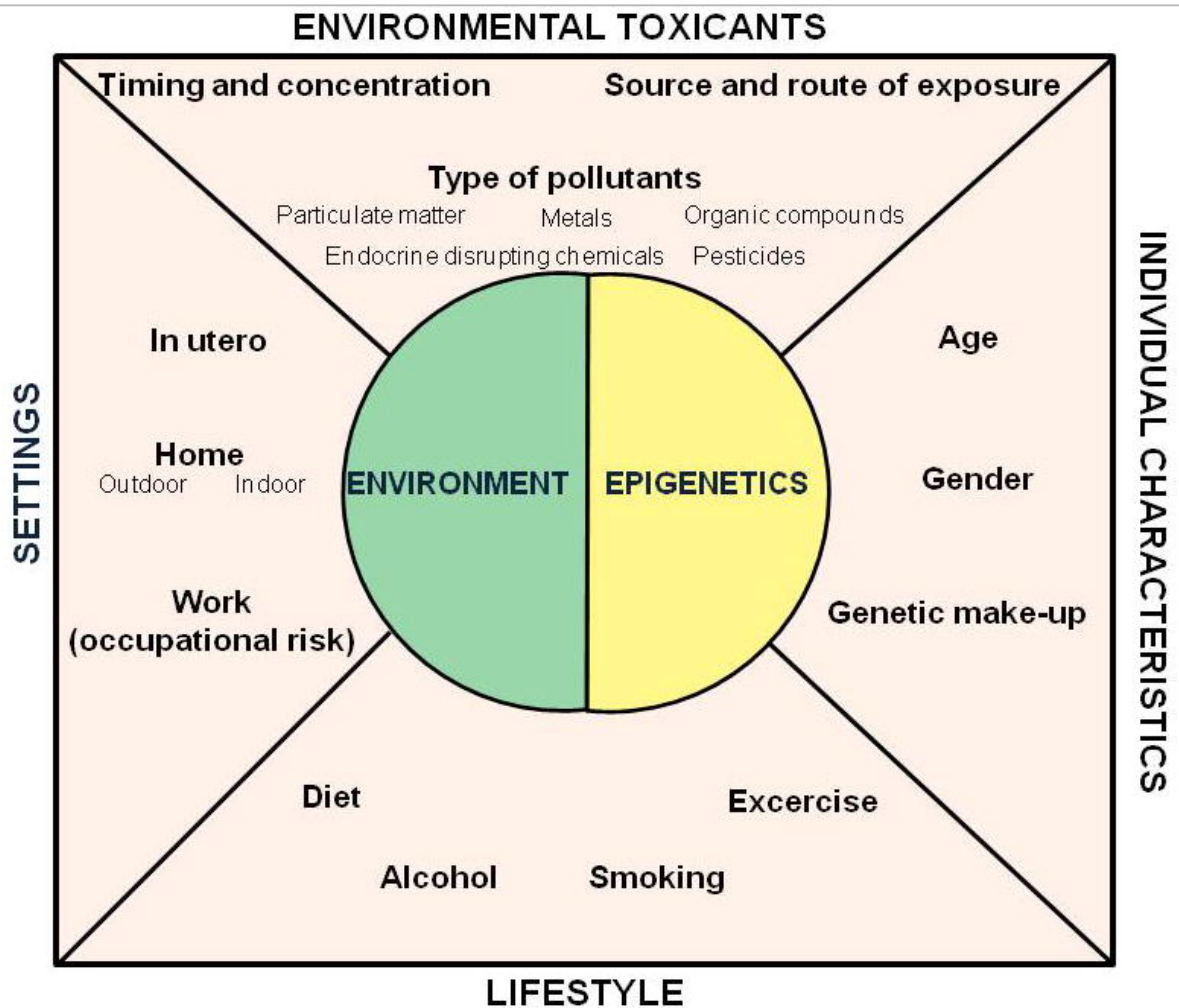 ENVIRONMENTAL TOXICANTS
Timing and concentration
Source and route of exposure
Type of pollutants
Particulate matter
Metals
Organic compounds
Endocrine disrupting chemicals
Pesticides
SETTINGS
In utero
Home
Outdoor
Indoor
Work
(occupational risk)
ENVIRONMENT
EPIGENETICS
Age
Gender
Genetic make-up
INDIVIDUAL CHARACTERISTICS
Diet
Excercise
Alcohol
Smoking
LIFESTYLE